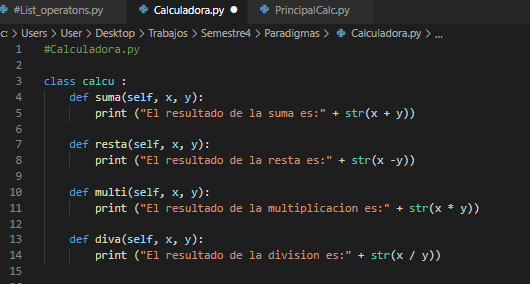 #List_operatons.py Calculadora.py ● PrincipalCalc.py
c: > Users > User > Desktop > Trabajos > Semestre4 > Paradigmas > Calculadora.py > ...
1 #Calculadora.py
2
3 class calcu :
4 def suma(self, x, y):
5 print ("El resultado de la suma es:" + str(x + y))
6
7 def resta(self, x, y):
8 print ("El resultado de la resta es:" + str(x -y))
9
10 def multi(self, x, y):
11 print ("El resultado de la multiplicacion es:" + str(x * y))
12
13 def diva(self, x, y):
14 print ("El resultado de la division es:" + str(x / y))
15